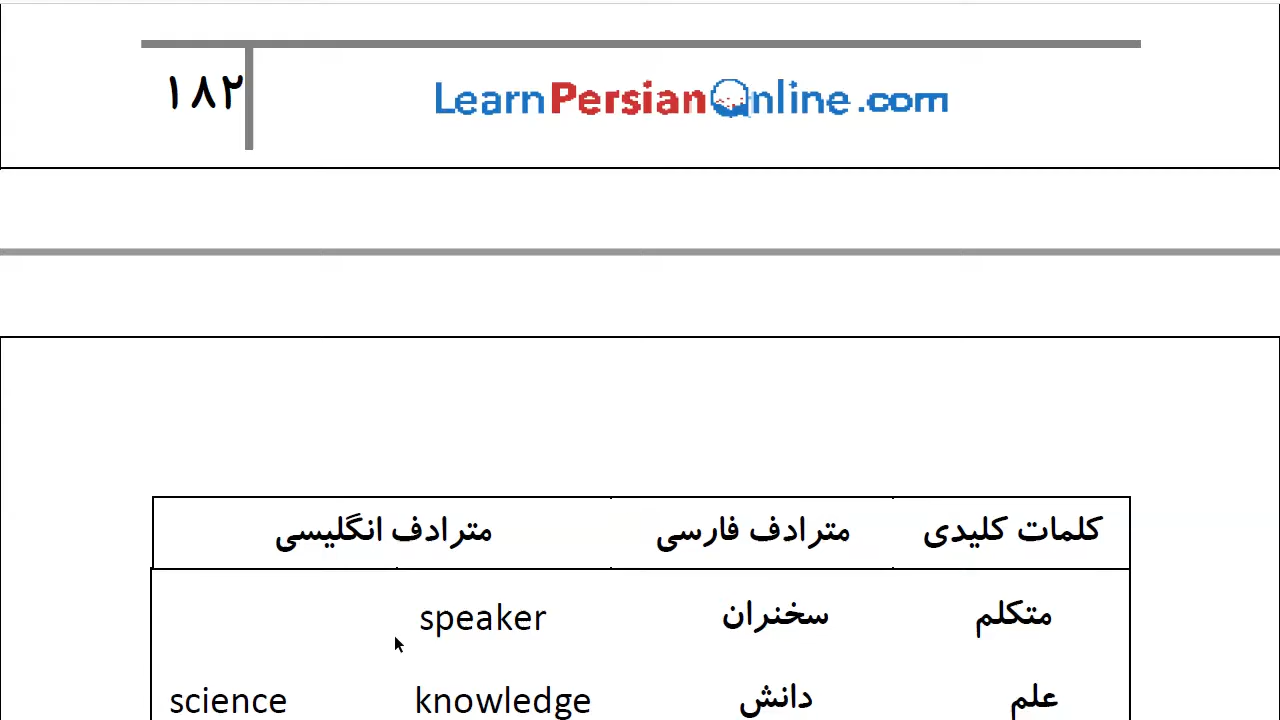 ۱۸۲
LearnPersianOnline.com
کلمات کلیدی مترادف فارسی مترادف انگلیسی
متکلم سخنران speaker
علم دانش knowledge science